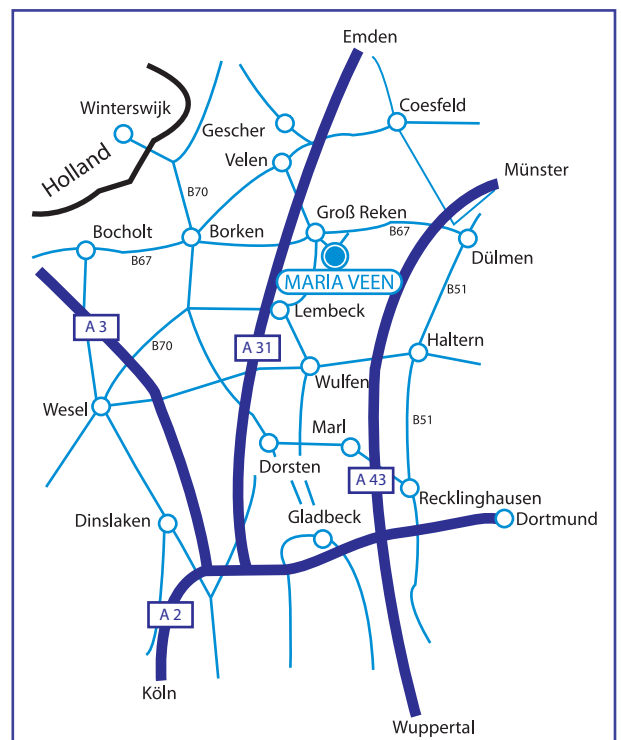 Emden
Winterswijk
Coesfeld
Gescher
Holland
Velen
Münster
B70
Groß Reken
Bocholt
Borken
B67
B67
Dülmen
MARIA VEEN
B51
Lembeck
A 3
A 31
Haltern
B70
Wulfen
Wesel
Marl
B51
Dorsten
A 43
Recklinghausen
Dinslaken
Gladbeck
Dortmund
A 2
Köln
Wuppertal